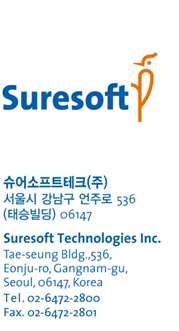 Suresoft
슈어소프트테크(주)
서울시 강남구 언주로 536
(태승빌딩) 06147
Suresoft Technologies Inc.
Tae-seung Bldg.,536,
Eonju-ro, Gangnam-gu,
Seoul, 06147, Korea
Tel. 02-6472-2800
Fax. 02-6472-2801